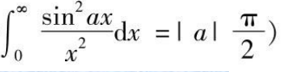 ∫₀^∞ sin²ax/x² dx = |a| π/2)